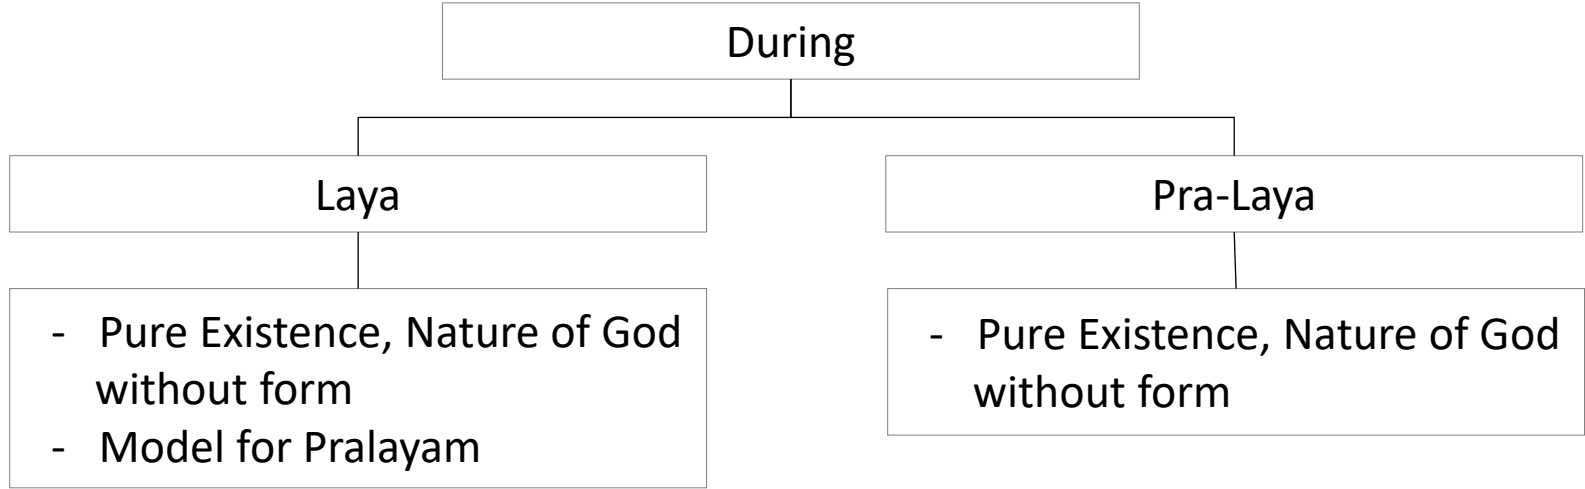 During
Laya
Pra-Laya
- Pure Existence, Nature of God
without form
- Model for Pralayam
- Pure Existence, Nature of God
without form